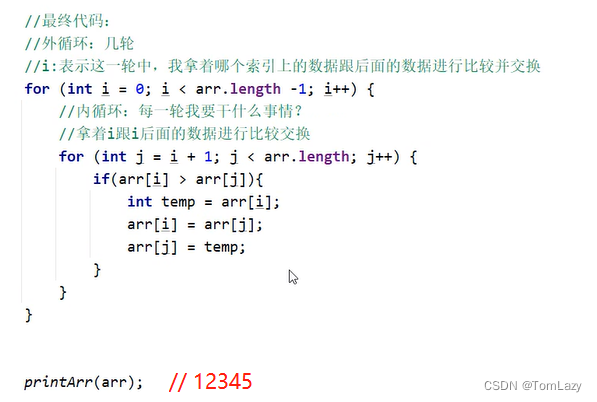 //最终代码:
//外循环: 几轮
//i:表示这一轮中, 我拿着哪个索引上的数据跟后面的数据进行比较并交换
for (int i = 0; i < arr.length -1; i++) {
//内循环: 每一轮我要干什么事情?
//拿着i跟i后面的数据进行比较交换
for (int j = i + 1; j < arr.length; j++) {
if(arr[i] > arr[j]){
int temp = arr[i];
arr[i] = arr[j];
arr[j] = temp;
}
}
}
printArr(arr); // 12345
CSDN @TomLazy